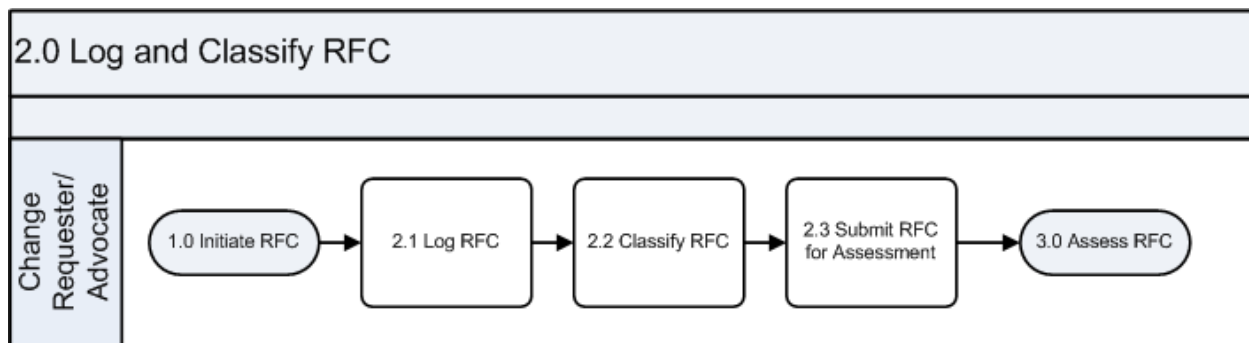 2.0 Log and Classify RFC
Change
Requester/
Advocate
1.0 Initiate RFC
2.1 Log RFC
2.2 Classify RFC
2.3 Submit RFC
for Assessment
3.0 Assess RFC